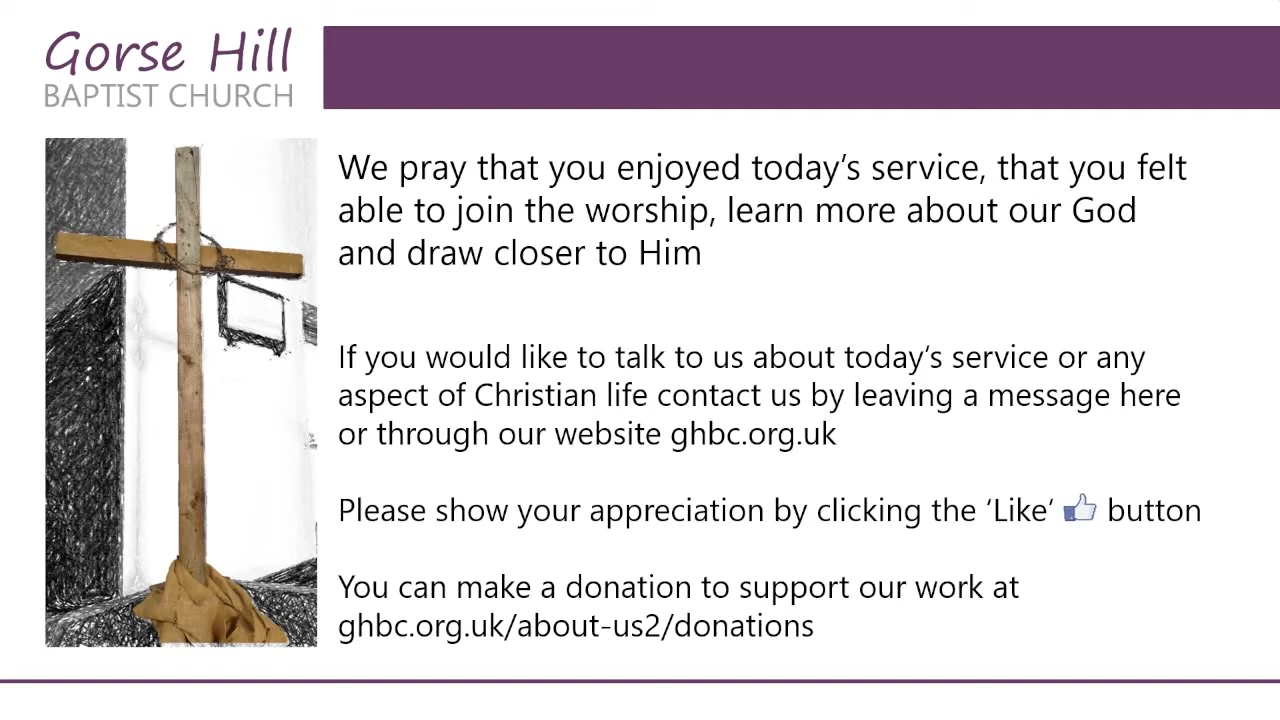 Gorse Hill
BAPTIST CHURCH
We pray that you enjoyed today’s service, that you felt
able to join the worship, learn more about our God
and draw closer to Him
If you would like to talk to us about today’s service or any
aspect of Christian life contact us by leaving a message here
or through our website ghbc.org.uk
Please show your appreciation by clicking the ‘Like’ button
You can make a donation to support our work at
ghbc.org.uk/about-us2/donations